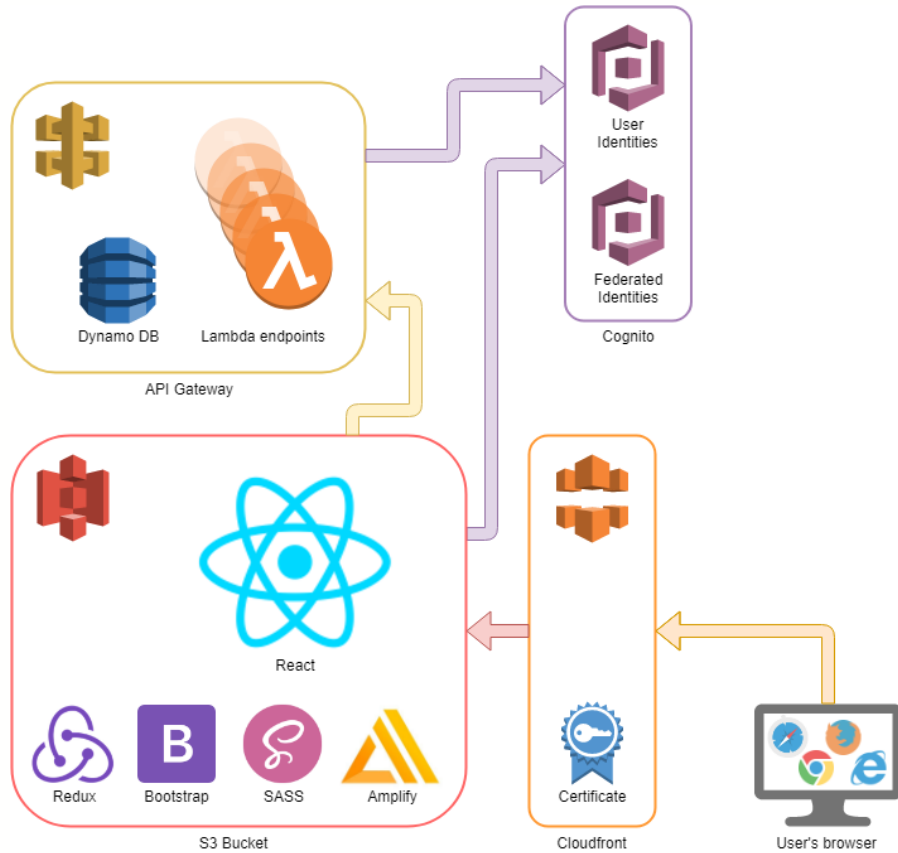 User
Identities
Federated
Identities
Cognito
Dynamo DB
Lambda endpoints
API Gateway
React
Redux
B
Bootstrap
SASS
Amplify
S3 Bucket
Certificate
Cloudfront
User's browser